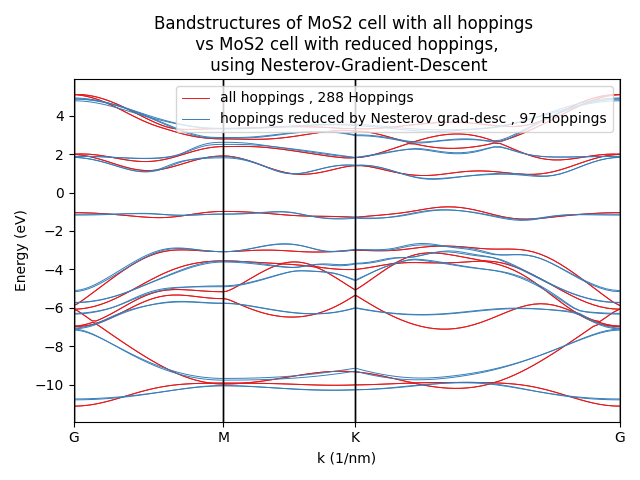 Bandstructures of MoS2 cell with all hoppings
vs MoS2 cell with reduced hoppings,
using Nesterov-Gradient-Descent
all hoppings , 288 Hoppings
hoppings reduced by Nesterov grad-desc , 97 Hoppings
Energy (eV)
4
2
0
−2
−4
−6
−8
−10
G
M
K
G
k (1/nm)